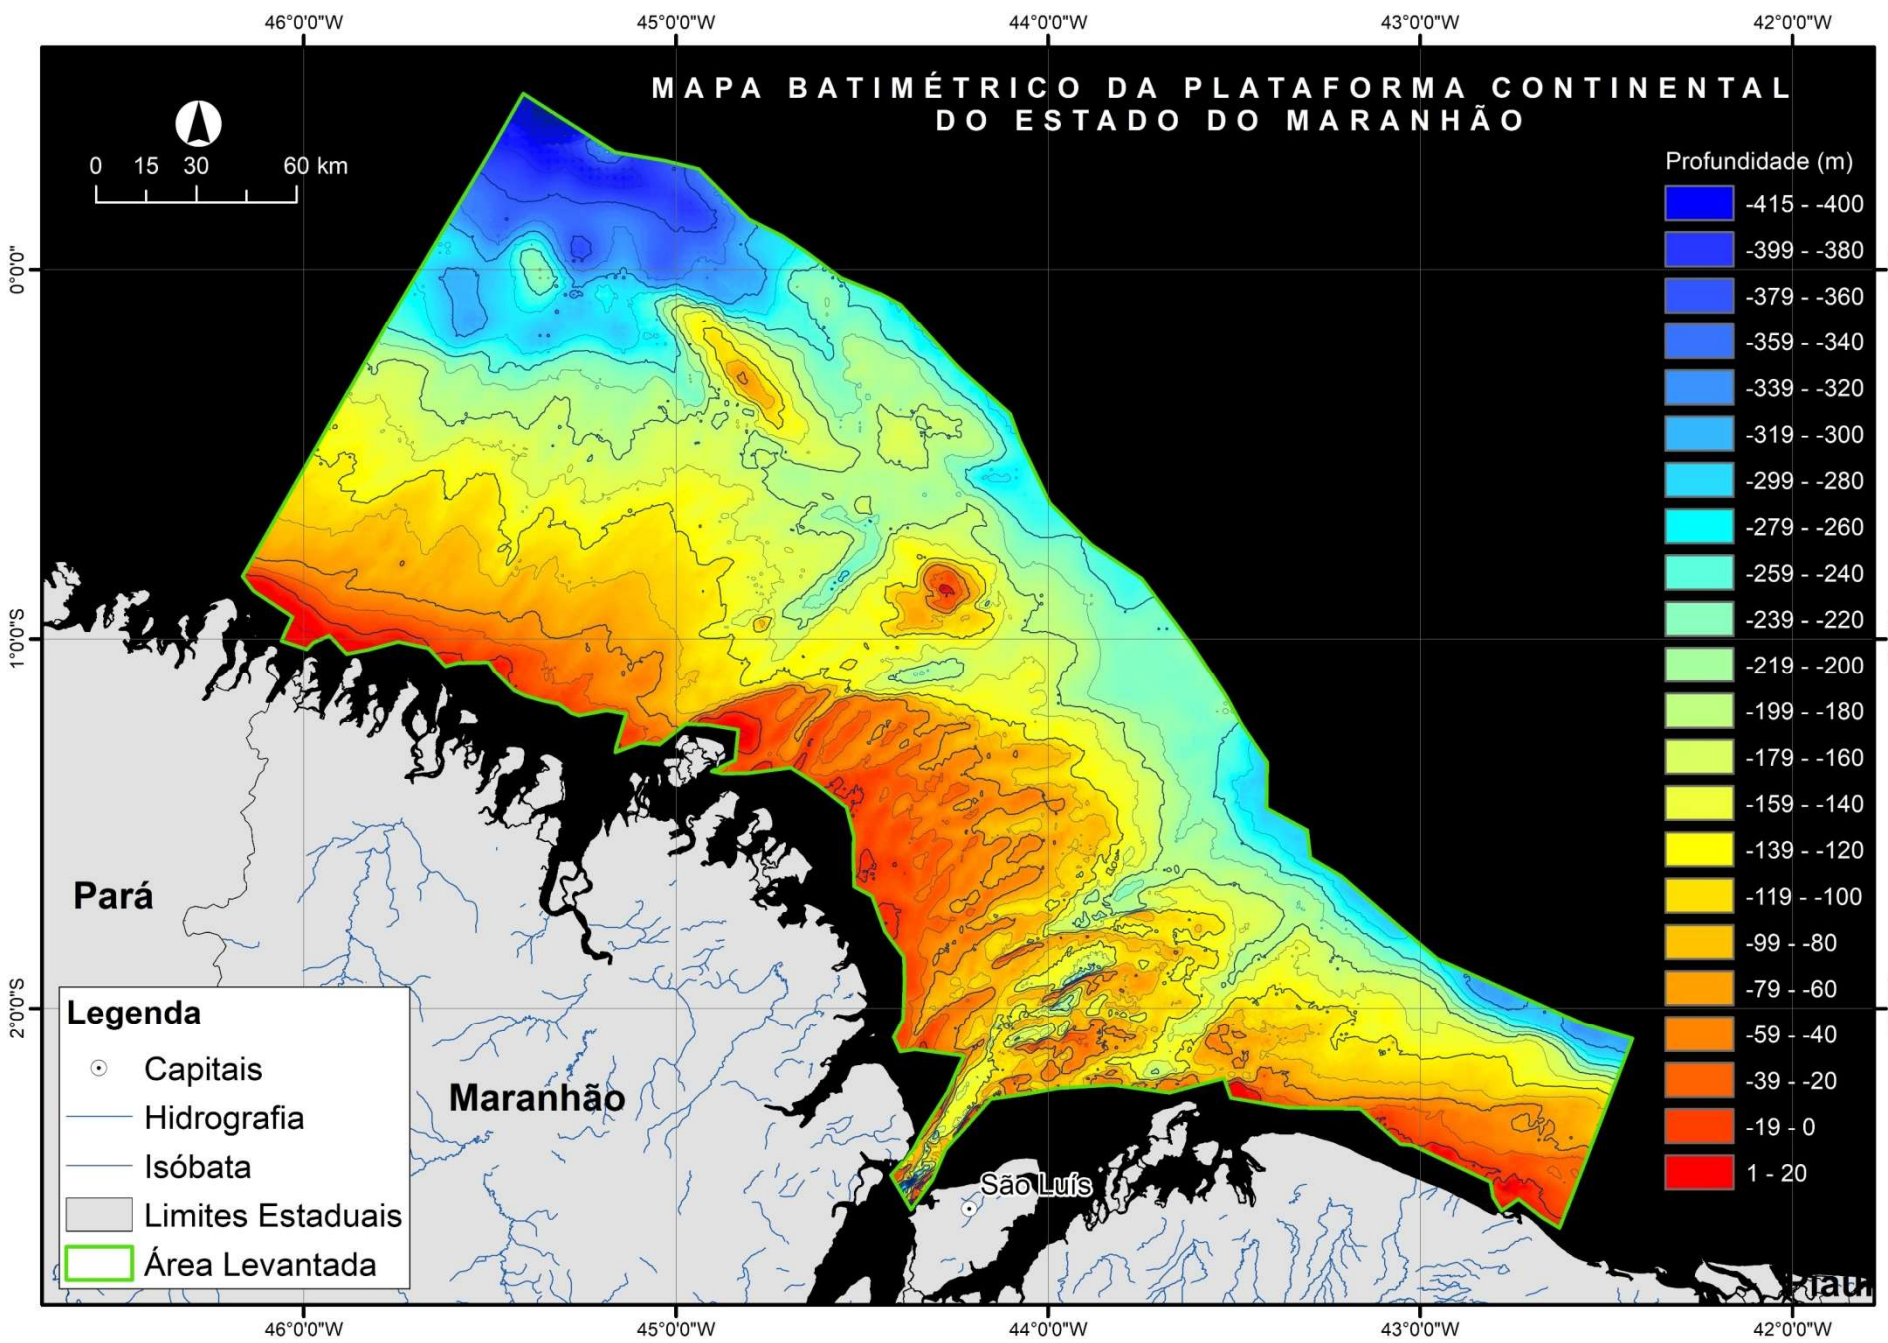 46°0'0"W 45°0'0"W 44°0'0"W 43°0'0"W 42°0'0"W
MAPA BATIMÉTRICO DA PLATAFORMA CONTINENTAL
DO ESTADO DO MARANHÃO
0 15 30 60 km
Profundidade (m)
-415 - -400
-399 - -380
-379 - -360
-359 - -340
-339 - -320
-319 - -300
-299 - -280
-279 - -260
-259 - -240
-239 - -220
-219 - -200
-199 - -180
-179 - -160
-159 - -140
-139 - -120
-119 - -100
-99 - -80
-79 - -60
-59 - -40
-39 - -20
-19 - 0
1 - 20
0°0'0"
1°0'0"S
2°0'0"S
Pará
Maranhão
São Luís
Piauí
Legenda
Capitais
Hidrografia
Isóbata
Limites Estaduais
Área Levantada
46°0'0"W 45°0'0"W 44°0'0"W 43°0'0"W 42°0'0"W